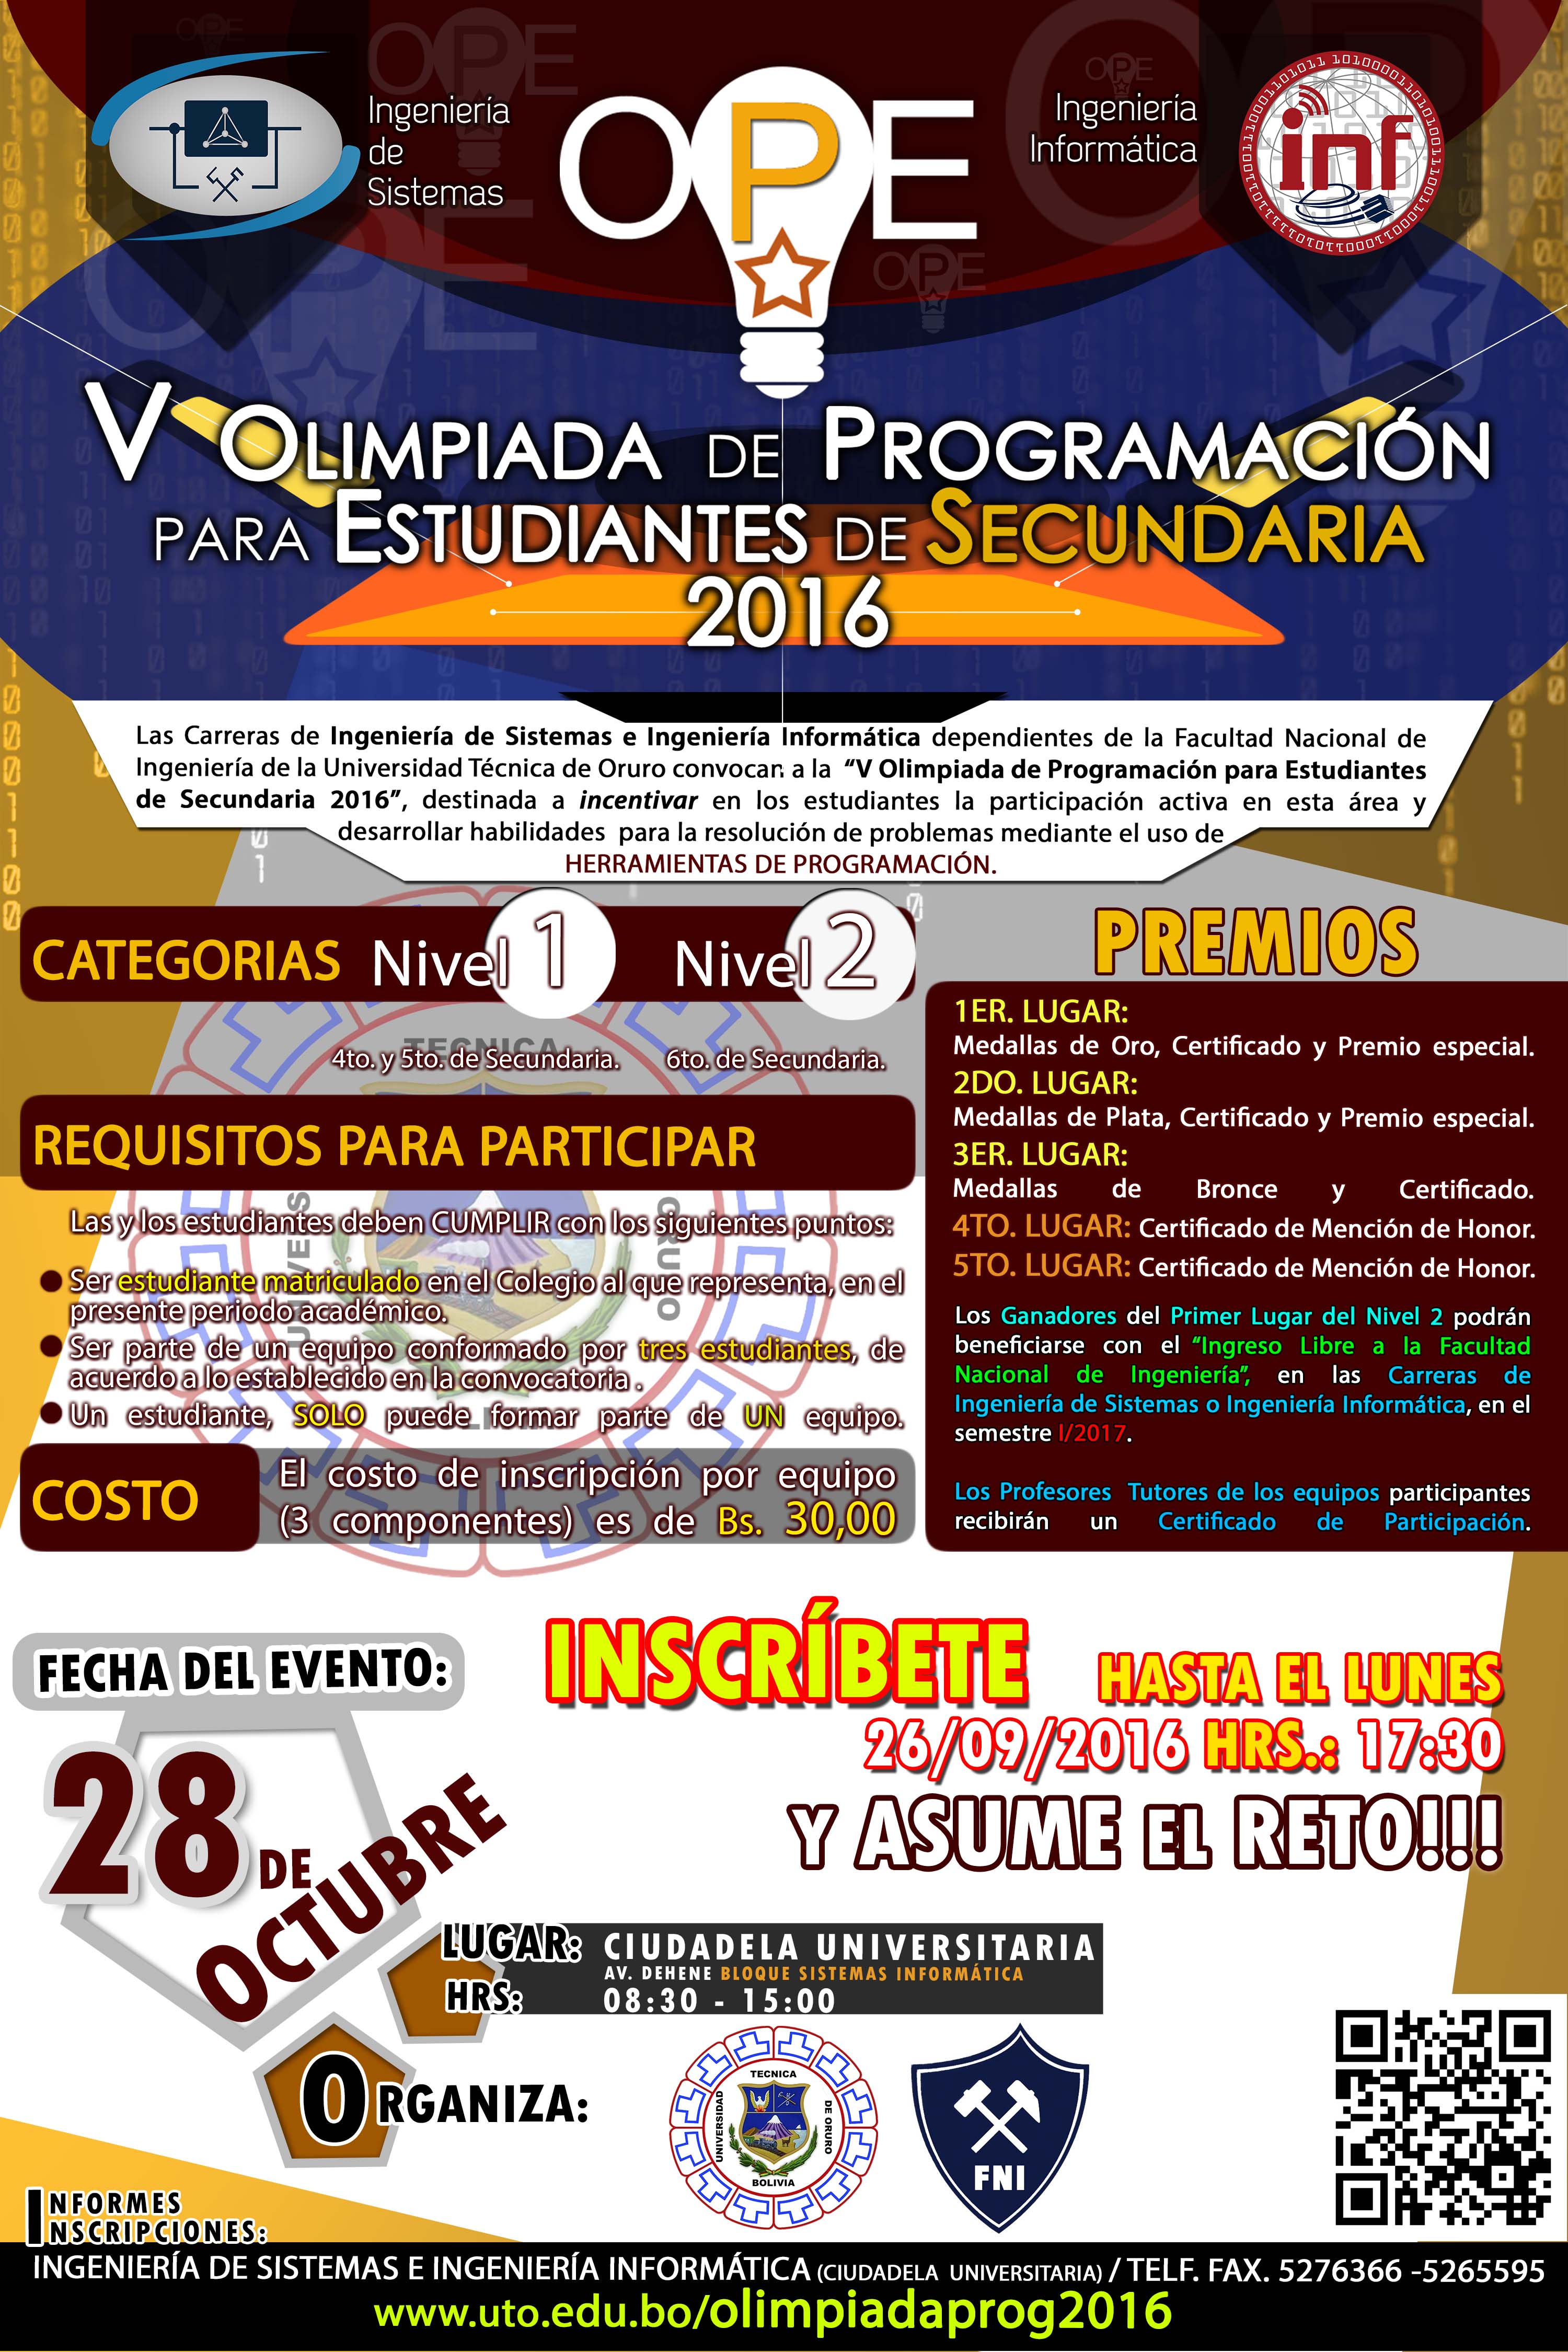 Ingeniería
de
Sistemas
OPE
Ingeniería
Informática
inf
V OLIMPIADA DE PROGRAMACIÓN
PARA ESTUDIANTES DE SECUNDARIA
2016
Las Carreras de Ingeniería de Sistemas e Ingeniería Informática dependientes de la Facultad Nacional de
Ingeniería de la Universidad Técnica de Oruro convocan a la “V Olimpiada de Programación para Estudiantes
de Secundaria 2016”, destinada a incentivar en los estudiantes la participación activa en esta área y
desarrollar habilidades para la resolución de problemas mediante el uso de
HERRAMIENTAS DE PROGRAMACIÓN.
CATEGORIAS Nivel 1 Nivel 2
4to. y 5to. de Secundaria. 6to. de Secundaria.
REQUISITOS PARA PARTICIPAR
Las y los estudiantes deben CUMPLIR con los siguientes puntos:
Ser estudiante matriculado en el Colegio al que representa, en el
presente periodo académico.
Ser parte de un equipo conformado por tres estudiantes, de
acuerdo a lo establecido en la convocatoria .
Un estudiante, SOLO puede formar parte de UN equipo.
COSTO
El costo de inscripción por equipo
(3 componentes) es de Bs. 30,00
PREMIOS
1ER. LUGAR:
Medallas de Oro, Certificado y Premio especial.
2DO. LUGAR:
Medallas de Plata, Certificado y Premio especial.
3ER. LUGAR:
Medallas de Bronce y Certificado.
4TO. LUGAR: Certificado de Mención de Honor.
5TO. LUGAR: Certificado de Mención de Honor.
Los Ganadores del Primer Lugar del Nivel 2 podrán
beneficiarse con el “Ingreso Libre a la Facultad
Nacional de Ingeniería”, en las Carreras de
Ingeniería de Sistemas o Ingeniería Informática, en el
semestre I/2017.
Los Profesores Tutores de los equipos participantes
recibirán un Certificado de Participación.
FECHA DEL EVENTO:
28 DE
OCTUBRE
INSCRÍBETE HASTA EL LUNES
26/09/2016 HRS.: 17:30
Y ASUME EL RETO!!!
LUGAR: CIUDADELA UNIVERSITARIA
AV. DEHENE BLOQUE SISTEMAS INFORMÁTICA
HRS: 08:30 - 15:00
ORGANIZA:
UNIVERSIDAD TECNICA DE ORURO
BOLIVIA
FNI
INFORMES
INSCRIPCIONES:
INGENIERÍA DE SISTEMAS E INGENIERÍA INFORMÁTICA (CIUDADELA UNIVERSITARIA) / TELF. FAX. 5276366 -5265595
www.uto.edu.bo/olimpiadaprog2016